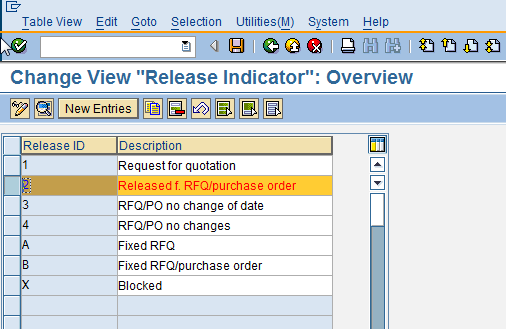 Table View Edit Goto Selection Utilities(M) System Help
Change View "Release Indicator": Overview
New Entries
Release ID Description
1 Request for quotation
2 Released f. RFQ/purchase order
3 RFQ/PO no change of date
4 RFQ/PO no changes
A Fixed RFQ
B Fixed RFQ/purchase order
X Blocked